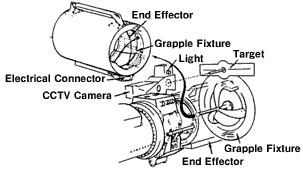 End Effector
Grapple Fixture
Light
Target
Electrical Connector
CCTV Camera
Grapple Fixture
End Effector